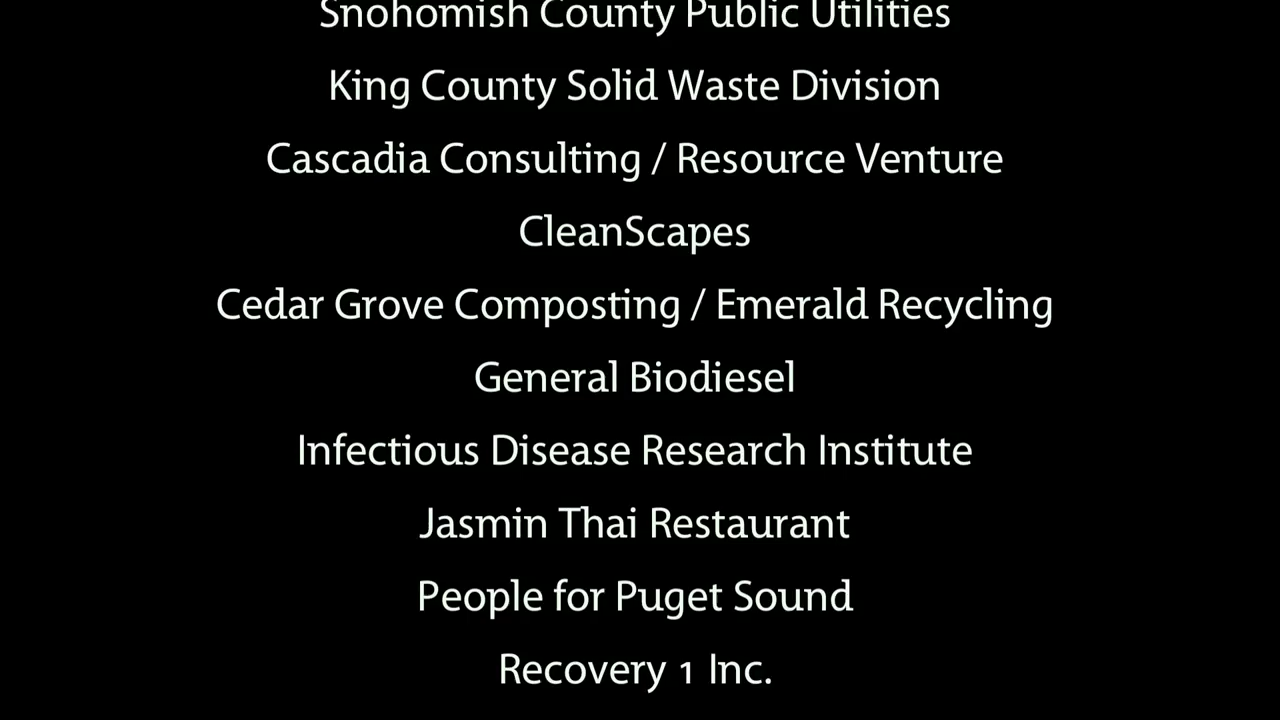 Snohomish County Public Utilities
King County Solid Waste Division
Cascadia Consulting / Resource Venture
CleanScapes
Cedar Grove Composting / Emerald Recycling
General Biodiesel
Infectious Disease Research Institute
Jasmin Thai Restaurant
People for Puget Sound
Recovery 1 Inc.